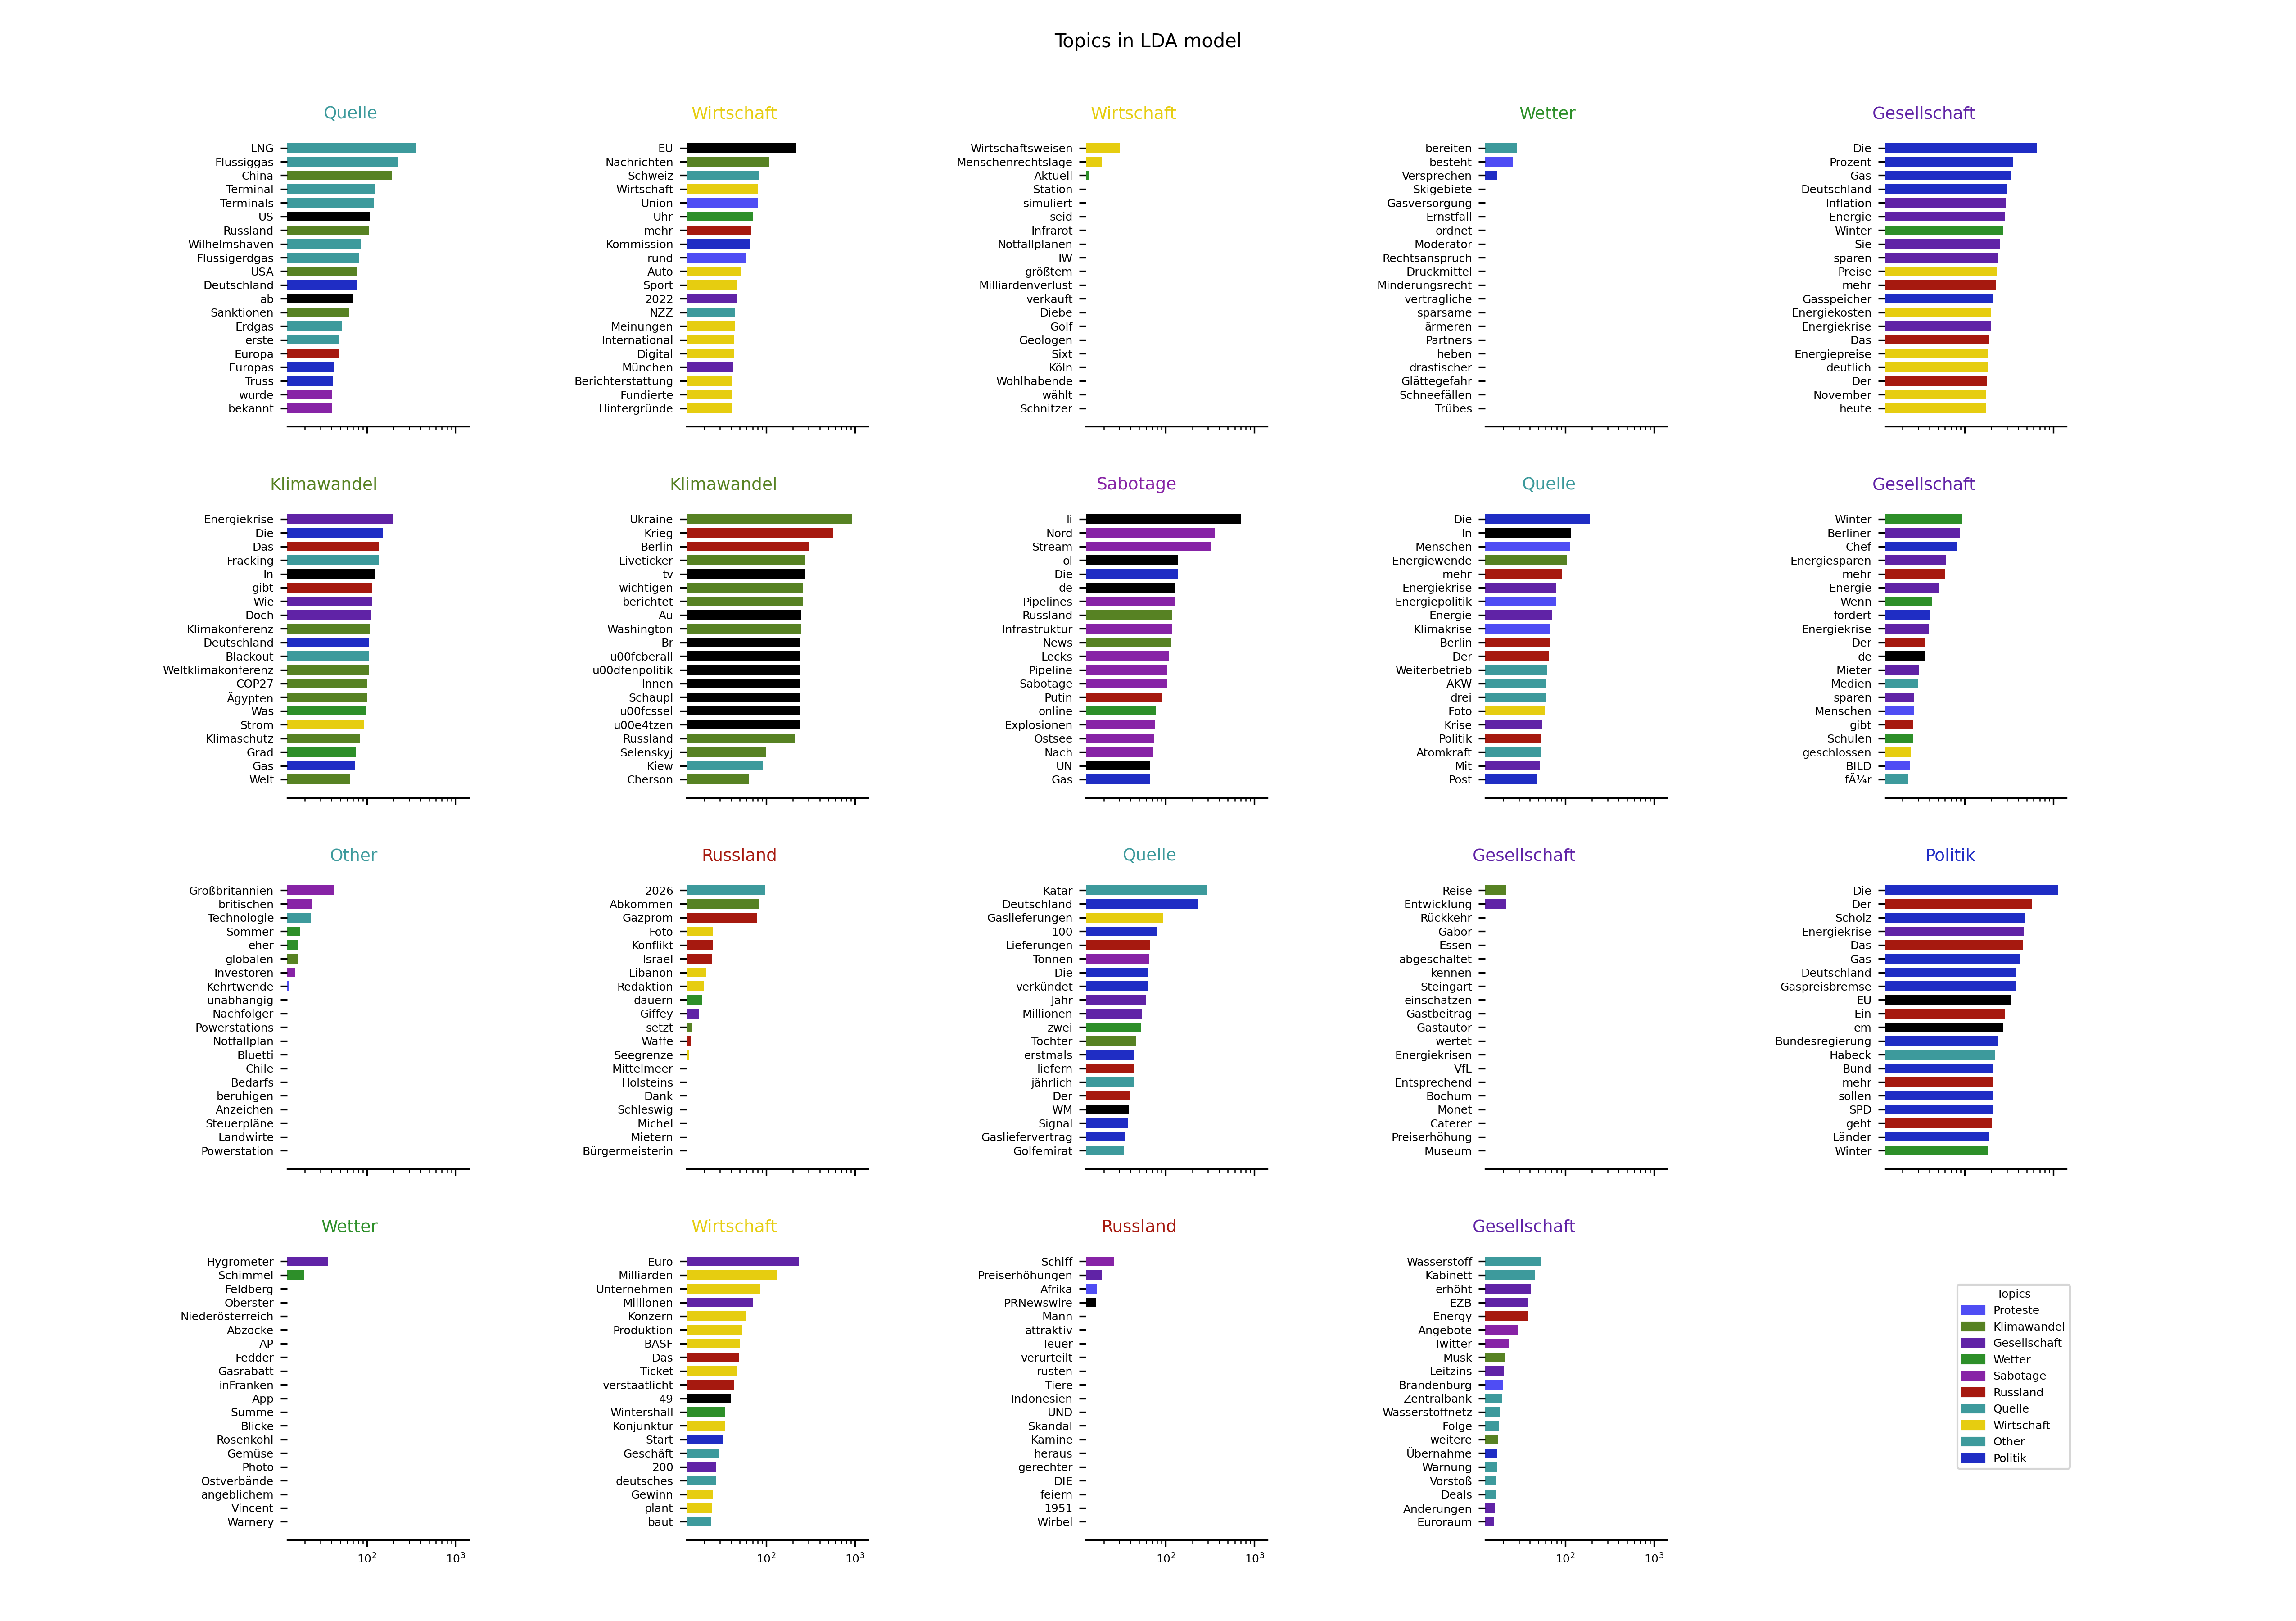 Topics in LDA model
Quelle
LNG
Flüssiggas
China
Terminal
Terminals
US
Russland
Wilhelmshaven
Flüssigerdgas
USA
Deutschland
ab
Sanktionen
Erdgas
erste
Europa
Europas
Truss
wurde
bekannt
Wirtschaft
EU
Nachrichten
Schweiz
Wirtschaft
Union
Uhr
mehr
Kommission
rund
Auto
Sport
2022
NZZ
Meinungen
International
Digital
München
Berichterstattung
Fundierte
Hintergründe
Wirtschaft
Wirtschaftsweisen
Menschenrechtslage
Aktuell
Station
simuliert
seid
Infrarot
Notfallplänen
IW
größtem
Milliardenverlust
verkauft
Diebe
Golf
Geologen
Sixt
Köln
Wohlhabende
wählt
Schnitzer
Wetter
bereiten
besteht
Versprechen
Skigebiete
Gasversorgung
Ernstfall
ordnet
Moderator
Rechtsanspruch
Druckmittel
Minderungsrecht
vertragliche
sparsame
ärmeren
Partners
heben
drastischer
Glättegefahr
Schneefällen
Trübes
Gesellschaft
Die
Prozent
Gas
Deutschland
Inflation
Energie
Winter
Sie
sparen
Preise
mehr
Gasspeicher
Energiekosten
Energiekrise
Das
Energiepreise
deutlich
Der
November
heute
Klimawandel
Energiekrise
Die
Das
Fracking
In
gibt
Wie
Doch
Klimakonferenz
Deutschland
Blackout
Weltklimakonferenz
COP27
Ägypten
Was
Strom
Klimaschutz
Grad
Gas
Welt
Klimawandel
Ukraine
Krieg
Berlin
Liveticker
tv
wichtigen
berichtet
Au
Washington
Br
u00fcberall
u00dfenpolitik
Innen
Schaupl
u00fcssel
u00e4tzen
Russland
Selenskyj
Kiew
Cherson
Sabotage
li
Nord
Stream
ol
Die
de
Pipelines
Russland
Infrastruktur
News
Lecks
Pipeline
Sabotage
Putin
online
Explosionen
Ostsee
Nach
UN
Gas
Quelle
Die
In
Menschen
Energiewende
mehr
Energiekrise
Energiepolitik
Energie
Klimakrise
Berlin
Der
Weiterbetrieb
AKW
drei
Foto
Krise
Politik
Atomkraft
Mit
Post
Gesellschaft
Winter
Berliner
Chef
Energiesparen
mehr
Energie
Wenn
fordert
Energiekrise
Der
de
Mieter
Medien
sparen
Menschen
gibt
Schulen
geschlossen
BILD
fÃ¼r
Other
Großbritannien
britischen
Technologie
Sommer
eher
globalen
Investoren
Kehrtwende
unabhängig
Nachfolger
Powerstations
Notfallplan
Bluetti
Chile
Bedarfs
beruhigen
Anzeichen
Steuerpläne
Landwirte
Powerstation
Russland
2026
Abkommen
Gazprom
Foto
Konflikt
Israel
Libanon
Redaktion
dauern
Giffey
setzt
Waffe
Seegrenze
Mittelmeer
Holsteins
Dank
Schleswig
Michel
Mietern
Bürgermeisterin
Quelle
Katar
Deutschland
Gaslieferungen
100
Lieferungen
Tonnen
Die
verkündet
Jahr
Millionen
zwei
Tochter
erstmals
liefern
jährlich
Der
WM
Signal
Gasliefervertrag
Golfemirat
Gesellschaft
Reise
Entwicklung
Rückkehr
Gabor
Essen
abgeschaltet
kennen
Steingart
einschätzen
Gastbeitrag
Gastautor
wertet
Energiekrisen
VfL
Entsprechend
Bochum
Monet
Caterer
Preiserhöhung
Museum
Politik
Die
Der
Scholz
Energiekrise
Das
Gas
Deutschland
Gaspreisbremse
EU
Ein
em
Bundesregierung
Habeck
Bund
mehr
sollen
SPD
geht
Länder
Winter
Wetter
Hygrometer
Schimmel
Feldberg
Oberster
Niederösterreich
Abzocke
AP
Fedder
Gasrabatt
inFranken
App
Summe
Blicke
Rosenkohl
Gemüse
Photo
Ostverbände
angeblichem
Vincent
Warnery
10² 10³
Wirtschaft
Euro
Milliarden
Unternehmen
Millionen
Konzern
Produktion
BASF
Das
Ticket
verstaatlicht
49
Wintershall
Konjunktur
Start
Geschäft
200
deutsches
Gewinn
plant
baut
10² 10³
Russland
Schiff
Preiserhöhungen
Afrika
PRNewswire
Mann
attraktiv
Teuer
verurteilt
rüsten
Tiere
Indonesien
UND
Skandal
Kamine
heraus
gerechter
DIE
feiern
1951
Wirbel
10² 10³
Gesellschaft
Wasserstoff
Kabinett
erhöht
EZB
Energy
Angebote
Twitter
Musk
Leitzins
Brandenburg
Zentralbank
Wasserstoffnetz
Folge
weitere
Übernahme
Warnung
Vorstoß
Deals
Änderungen
Euroraum
10² 10³
Topics
Proteste
Klimawandel
Gesellschaft
Wetter
Sabotage
Russland
Quelle
Wirtschaft
Other
Politik